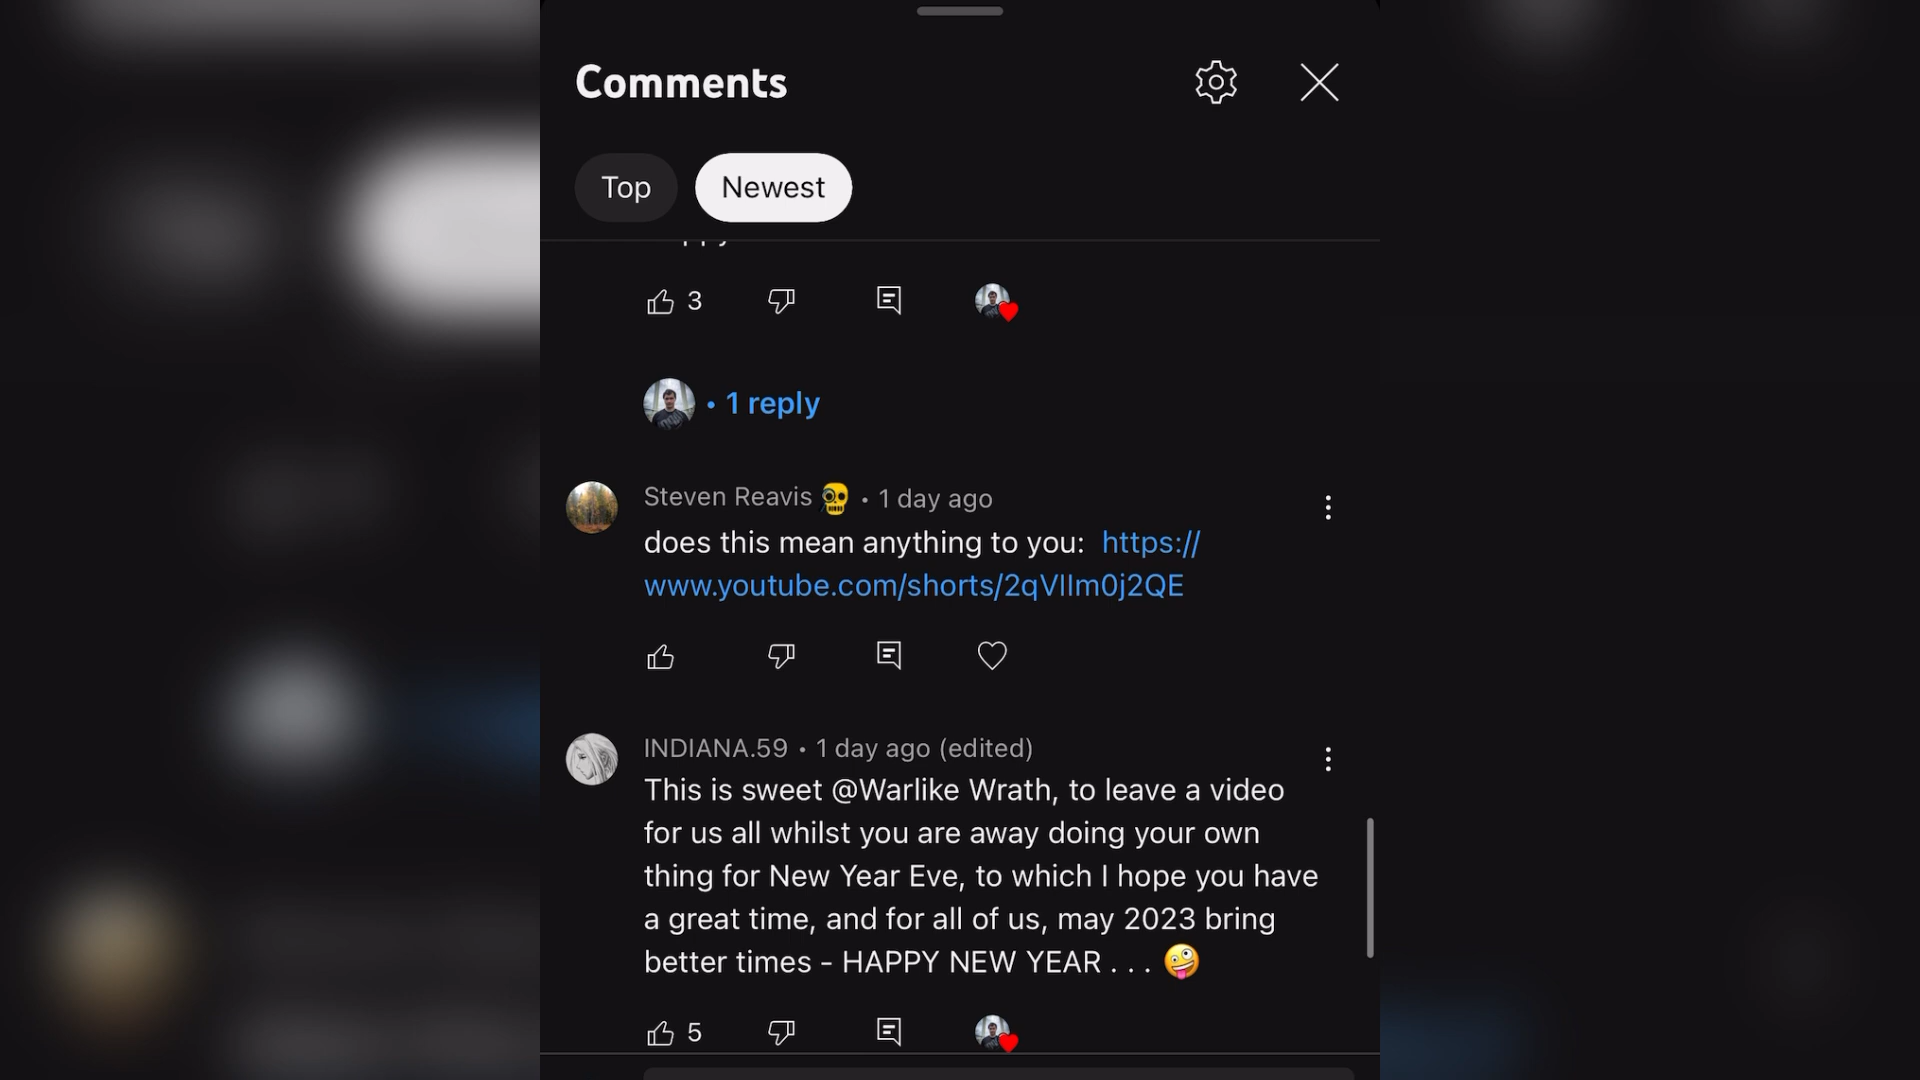 Comments
Top
Newest
3
• 1 reply
Steven Reavis • 1 day ago
does this mean anything to you: https://
www.youtube.com/shorts/2qVIIm0j2QE
INDIANA.59 • 1 day ago (edited)
This is sweet @Warlike Wrath, to leave a video
for us all whilst you are away doing your own
thing for New Year Eve, to which I hope you have
a great time, and for all of us, may 2023 bring
better times - HAPPY NEW YEAR . . . 🤪
5